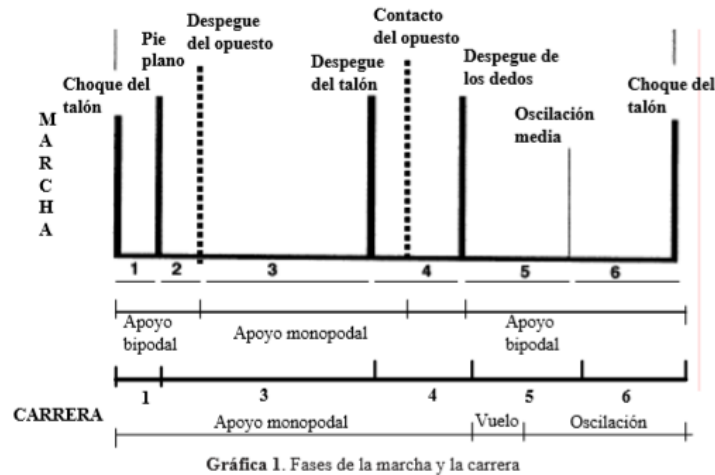 Despegue
del opuesto
Contacto
del opuesto
Pie
plano
Choque del
talón
Despegue
del talón
Despegue de
los dedos
Choque del
talón
Oscilación
media
M
A
R
C
H
A
1 2 3 4 5 6
Apoyo
bipodal
Apoyo monopodal
Apoyo
bipodal
1 3 4 5 6
CARRERA
Apoyo monopodal Vuelo Oscilación
Gráfica 1. Fases de la marcha y la carrera